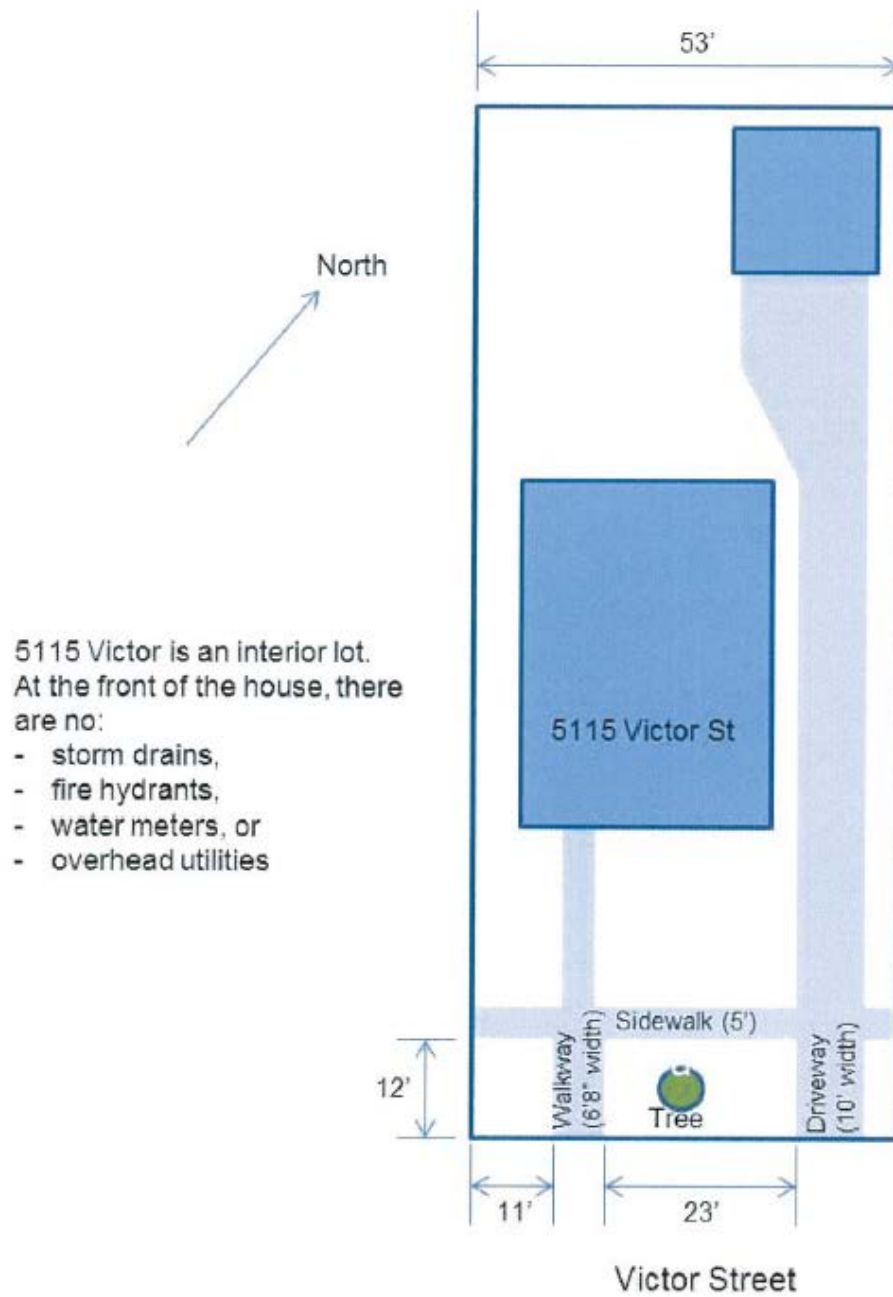 53'
North
5115 Victor is an interior lot.
At the front of the house, there
are no:
- storm drains,
- fire hydrants,
- water meters, or
- overhead utilities
5115 Victor St
Sidewalk (5')
Walkway
(6'8" width)
Driveway
(10' width)
12'
Tree
11'
23'
Victor Street